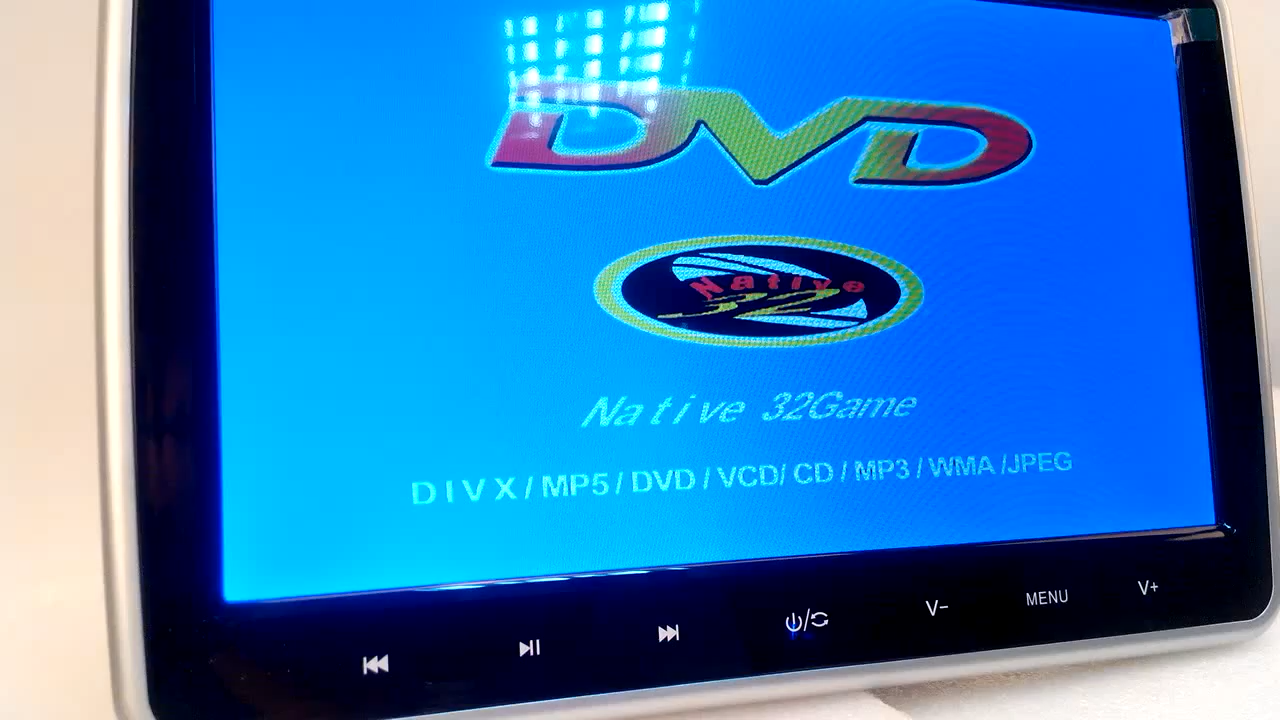 DVD
Native
32
Native 32Game
DIVX/MP5/DVD/VCD/CD/MP3/WMA/JPEG
V- MENU V+